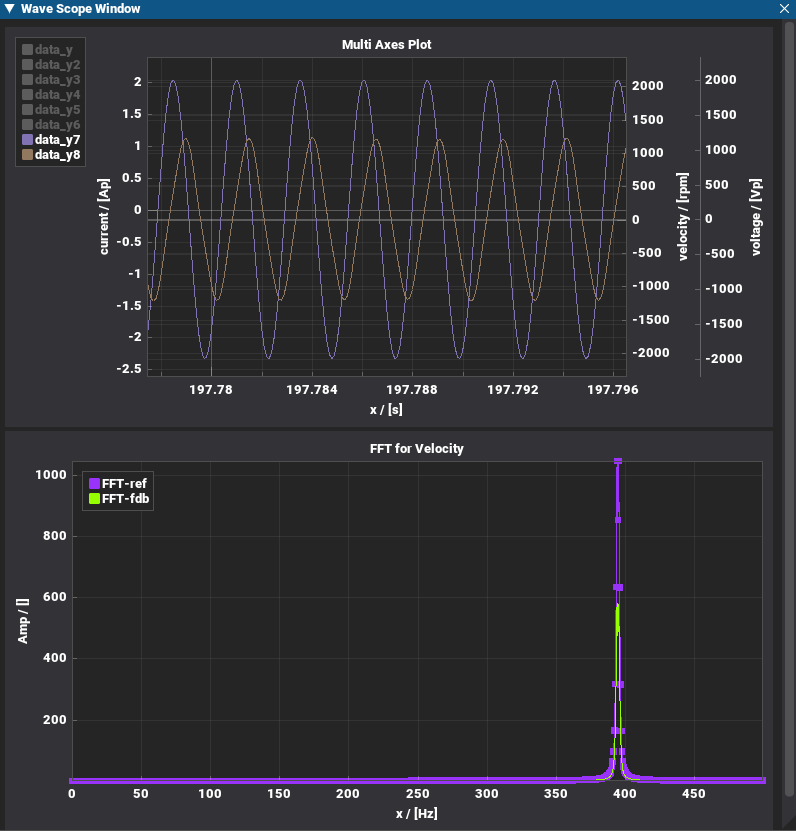 Wave Scope Window
Multi Axes Plot
data_y
data_y2
data_y3
data_y4
data_y5
data_y6
data_y7
data_y8
current / [Ap]
2
1.5
1
0.5
0
-0.5
-1
-1.5
-2
-2.5
2000
1500
1000
500
0
-500
-1000
-1500
-2000
velocity / [rpm]
2000
1500
1000
500
0
-500
-1000
-1500
-2000
voltage / [Vp]
197.78 197.784 197.788 197.792 197.796
x / [s]
FFT for Velocity
FFT-ref
FFT-fdb
Amp / []
1000
800
600
400
200
0 50 100 150 200 250 300 350 400 450
x / [Hz]